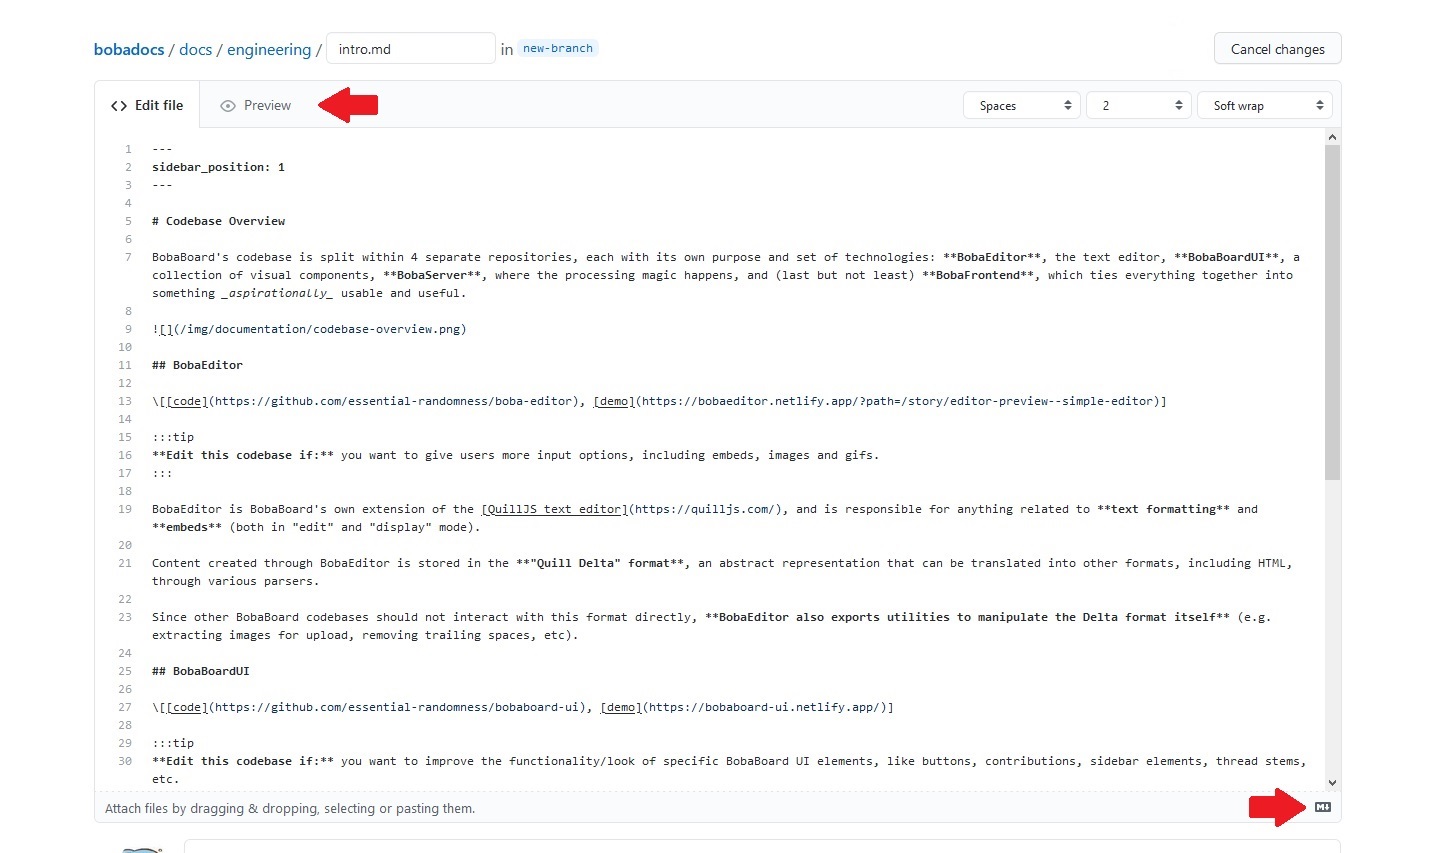 bobadocs / docs / engineering / intro.md in new-branch Cancel changes
<> Edit file Preview Spaces 2 Soft wrap
1 ---
2 sidebar_position: 1
3 ---
4
5 # Codebase Overview
6
7 BobaBoard's codebase is split within 4 separate repositories, each with its own purpose and set of technologies: **BobaEditor**, the text editor, **BobaBoardUI**, a
collection of visual components, **BobaServer**, where the processing magic happens, and (last but not least) **BobaFrontend**, which ties everything together into
something _aspirationally_ usable and useful.
8
9 ![](/img/documentation/codebase-overview.png)
10
11 ## BobaEditor
12
13 \[[code](https://github.com/essential-randomness/boba-editor), [demo](https://bobaeditor.netlify.app/?path=/story/editor-preview--simple-editor)]
14
15 :::tip
16 **Edit this codebase if:** you want to give users more input options, including embeds, images and gifs.
17 :::
18
19 BobaEditor is BobaBoard's own extension of the [QuillJS text editor](https://quilljs.com/), and is responsible for anything related to **text formatting** and
**embeds** (both in "edit" and "display" mode).
20
21 Content created through BobaEditor is stored in the **"Quill Delta" format**, an abstract representation that can be translated into other formats, including HTML,
through various parsers.
22
23 Since other BobaBoard codebases should not interact with this format directly, **BobaEditor also exports utilities to manipulate the Delta format itself** (e.g.
extracting images for upload, removing trailing spaces, etc).
24
25 ## BobaBoardUI
26
27 \[[code](https://github.com/essential-randomness/bobaboard-ui), [demo](https://bobaboard-ui.netlify.app/)]
28
29 :::tip
30 **Edit this codebase if:** you want to improve the functionality/look of specific BobaBoard UI elements, like buttons, contributions, sidebar elements, thread stems,
etc.
Attach files by dragging & dropping, selecting or pasting them.